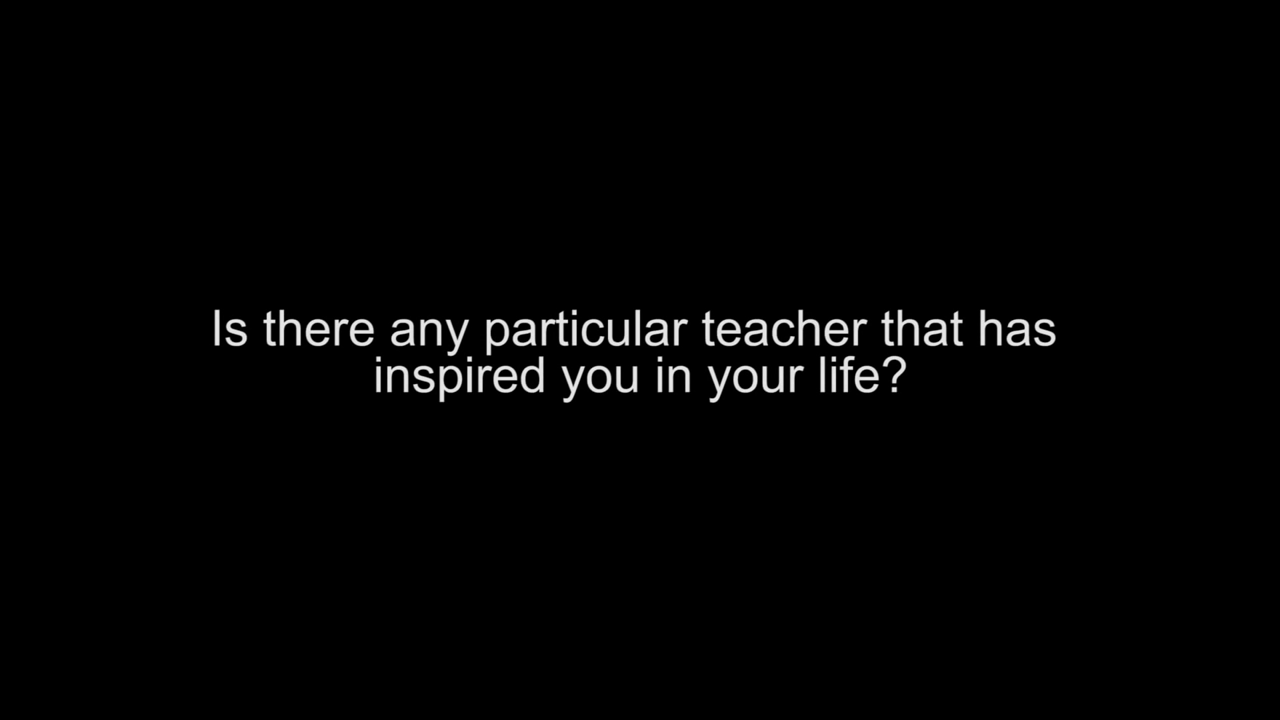 Is there any particular teacher that has
inspired you in your life?